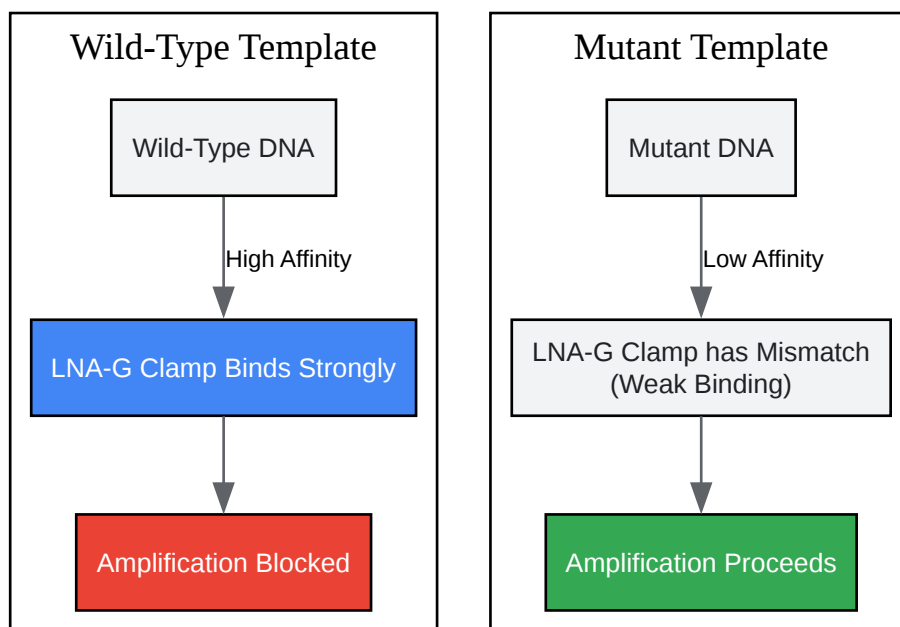 Wild-Type Template
Wild-Type DNA
High Affinity
LNA-G Clamp Binds Strongly
Amplification Blocked
Mutant Template
Mutant DNA
Low Affinity
LNA-G Clamp has Mismatch
(Weak Binding)
Amplification Proceeds